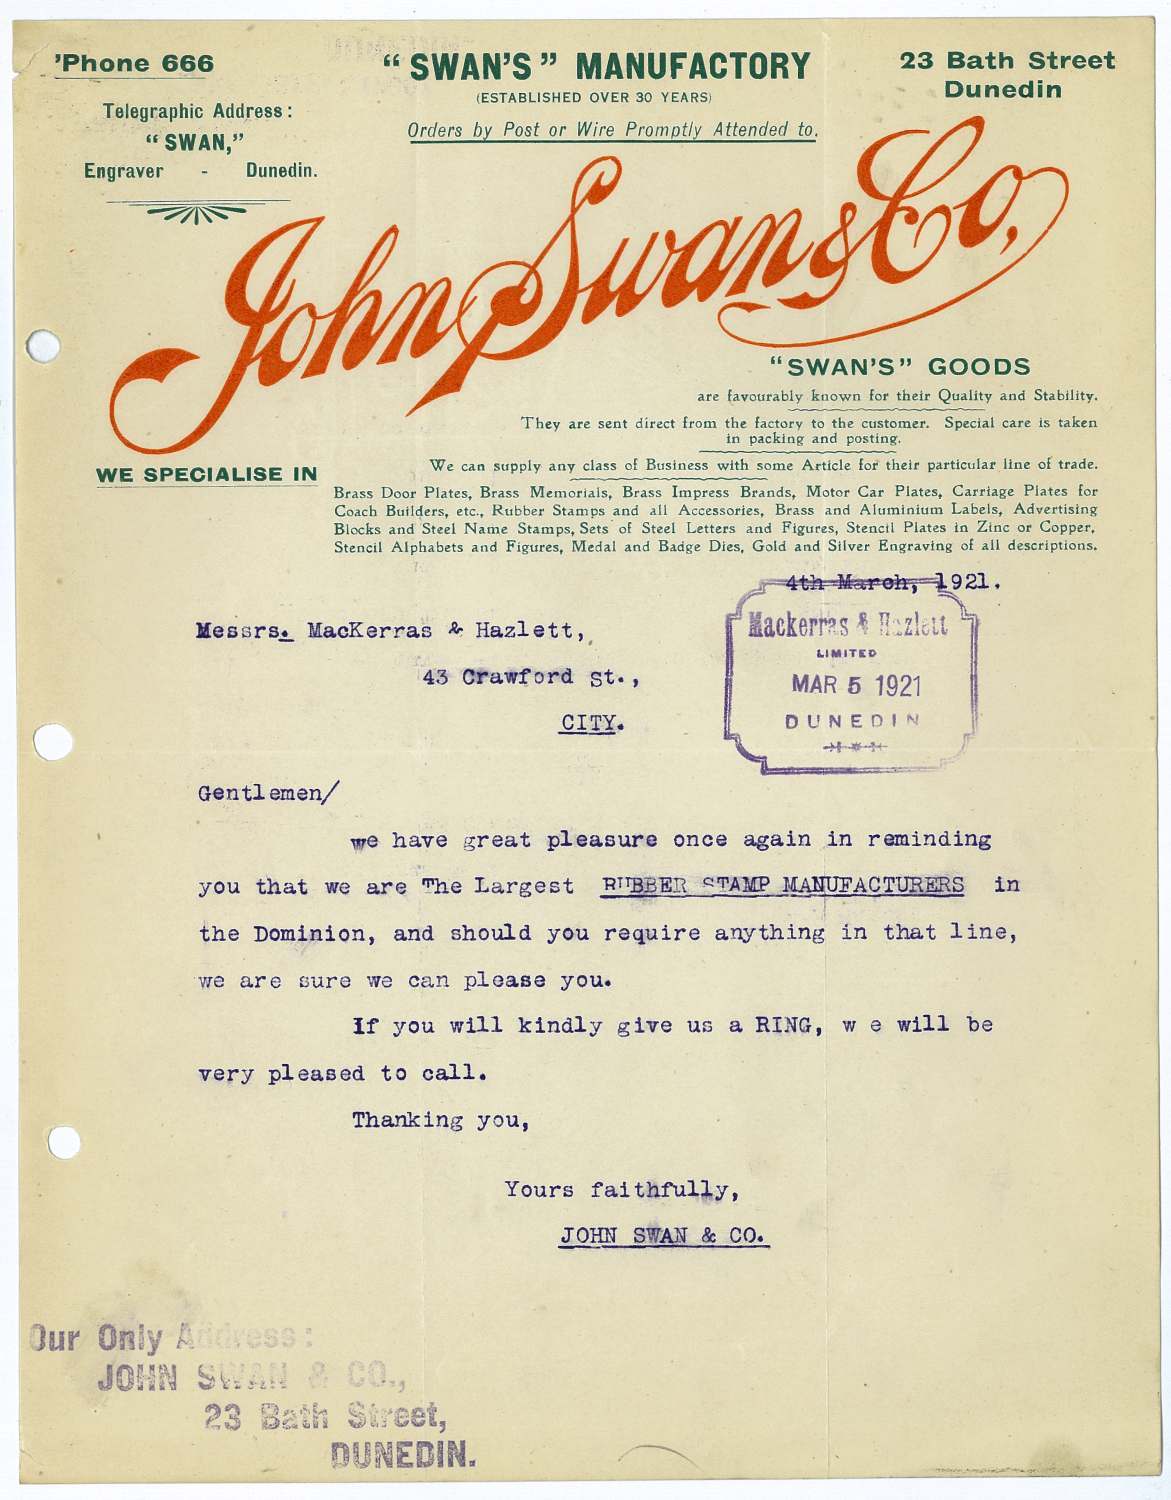 'Phone 666
Telegraphic Address:
"SWAN,"
Engraver - Dunedin.
"SWAN'S" MANUFACTORY
(ESTABLISHED OVER 30 YEARS)
Orders by Post or Wire Promptly Attended to.
23 Bath Street
Dunedin
John Swan & Co,
"SWAN'S" GOODS
are favourably known for their Quality and Stability.
They are sent direct from the factory to the customer. Special care is taken
in packing and posting.
We can supply any class of Business with some Article for their particular line of trade.
WE SPECIALISE IN
Brass Door Plates, Brass Memorials, Brass Impress Brands, Motor Car Plates, Carriage Plates for
Coach Builders, etc., Rubber Stamps and all Accessories, Brass and Aluminium Labels, Advertising
Blocks and Steel Name Stamps, Sets of Steel Letters and Figures, Stencil Plates in Zinc or Copper,
Stencil Alphabets and Figures, Medal and Badge Dies, Gold and Silver Engraving of all descriptions.
4th March, 1921.
Mackerras & Hazlett
LIMITED
MAR 5 1921
DUNEDIN
Messrs. MacKerras & Hazlett,
43 Crawford St.,
CITY.
Gentlemen/
we have great pleasure once again in reminding
you that we are The Largest RUBBER STAMP MANUFACTURERS in
the Dominion, and should you require anything in that line,
we are sure we can please you.
If you will kindly give us a RING, w e will be
very pleased to call.
Thanking you,
Yours faithfully,
JOHN SWAN & CO.
Our Only Address:
JOHN SWAN & CO.,
23 Bath Street,
DUNEDIN.